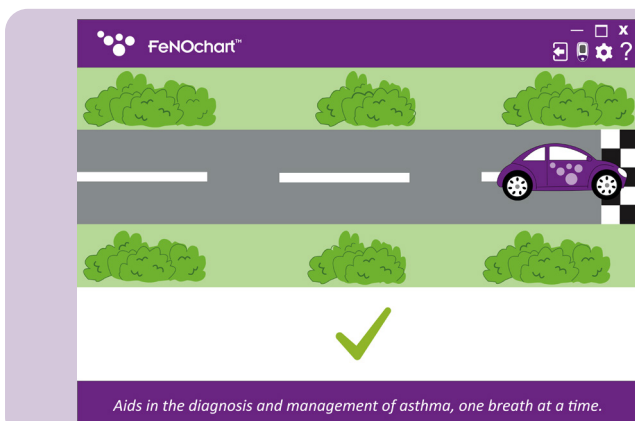 FeNOchart™
Aids in the diagnosis and management of asthma, one breath at a time.